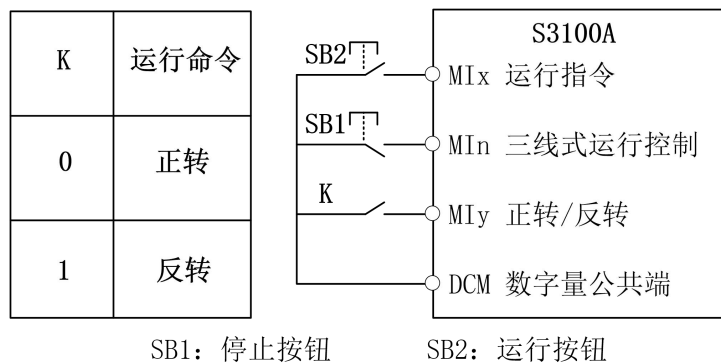 K 运行命令
0 正转
1 反转
S3100A
SB2 MIx 运行指令
SB1 MIn 三线式运行控制
K MIy 正转/反转
DCM 数字量公共端
SB1: 停止按钮 SB2: 运行按钮